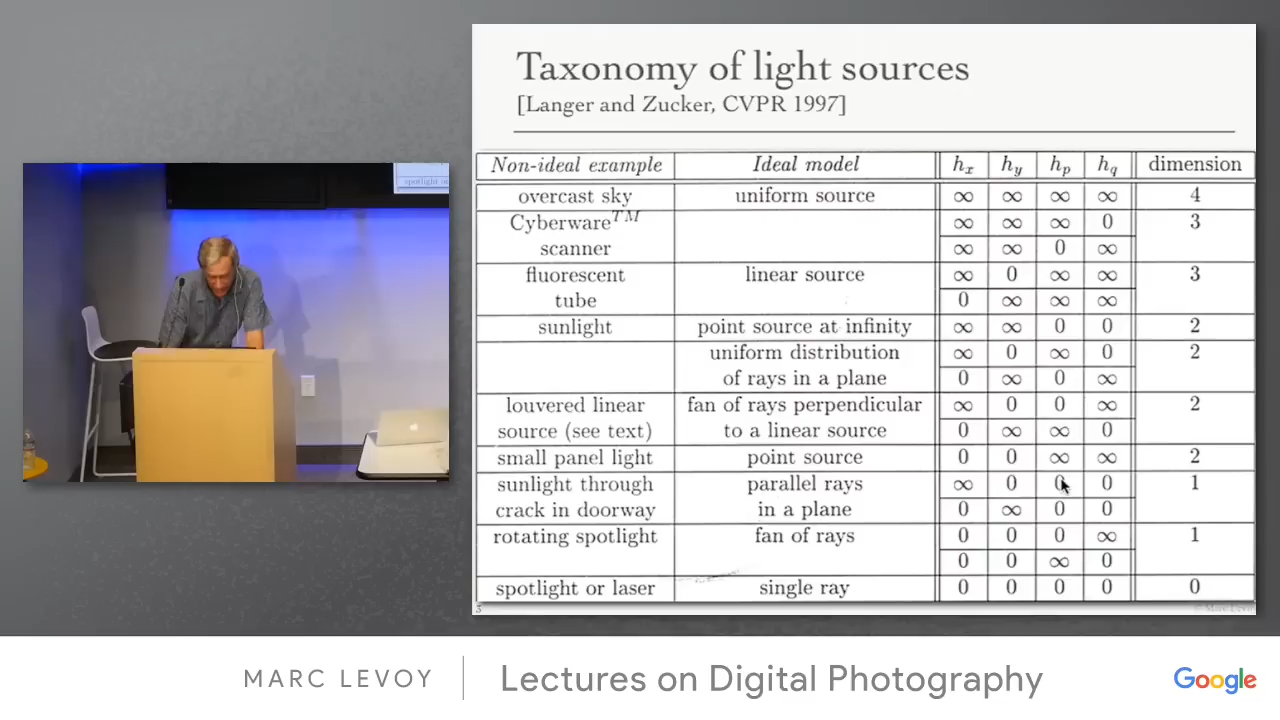 Taxonomy of light sources
[Langer and Zucker, CVPR 1997]
Non-ideal example Ideal model hx hy hp hq dimension
overcast sky uniform source ∞ ∞ ∞ ∞ 4
Cyberware™ ∞ ∞ ∞ 0 3
scanner ∞ ∞ 0 ∞
fluorescent linear source ∞ 0 ∞ ∞ 3
tube 0 ∞ ∞ ∞
sunlight point source at infinity ∞ ∞ 0 0 2
uniform distribution ∞ 0 ∞ 0 2
of rays in a plane 0 ∞ 0 ∞
louvered linear fan of rays perpendicular ∞ 0 0 ∞ 2
source (see text) to a linear source 0 ∞ ∞ 0
small panel light point source 0 0 ∞ ∞ 2
sunlight through parallel rays ∞ 0 0 0 1
crack in doorway in a plane 0 ∞ 0 0
rotating spotlight fan of rays 0 0 0 ∞ 1
0 0 ∞ 0
spotlight or laser single ray 0 0 0 0 0
© Marc Levoy
MARC LEVOY
Lectures on Digital Photography
Google